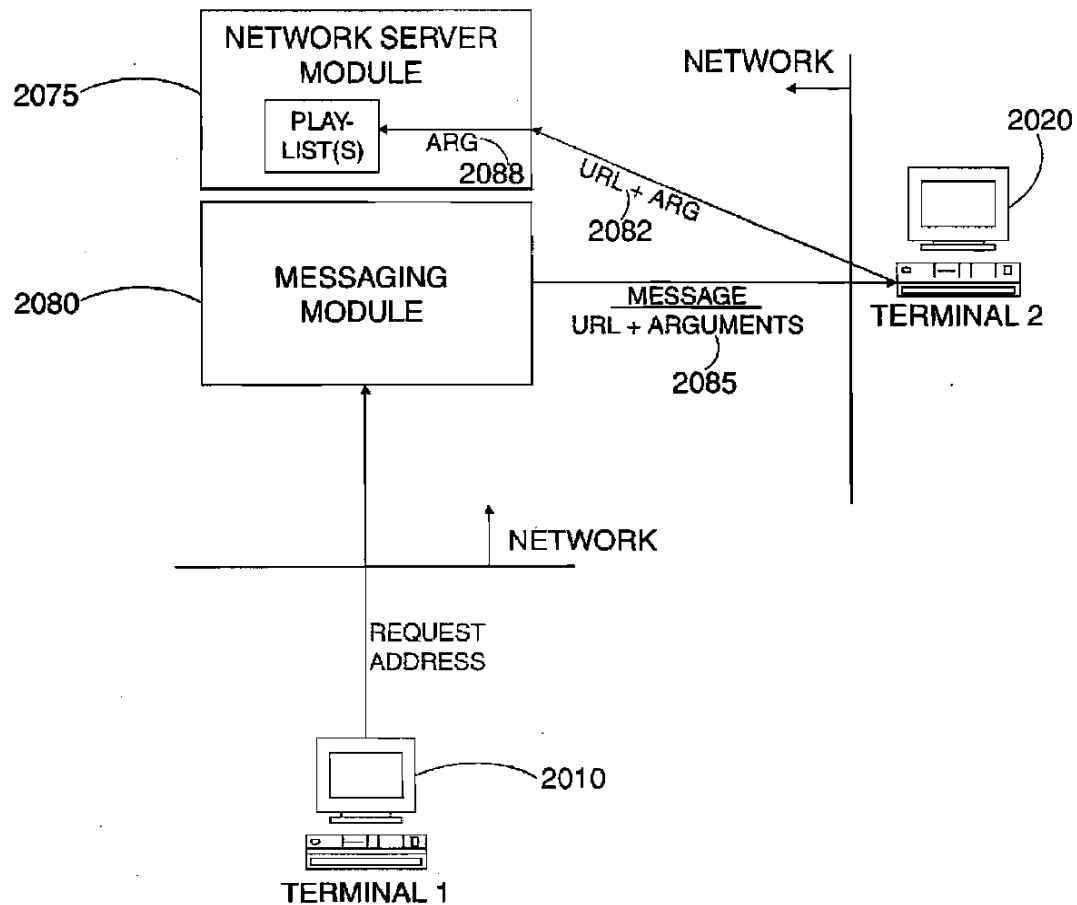 NETWORK SERVER
MODULE
2075
PLAY-
LIST(S)
ARG
2088
URL + ARG
2082
NETWORK
2020
TERMINAL 2
2080
MESSAGING
MODULE
MESSAGE
URL + ARGUMENTS
2085
NETWORK
REQUEST
ADDRESS
2010
TERMINAL 1